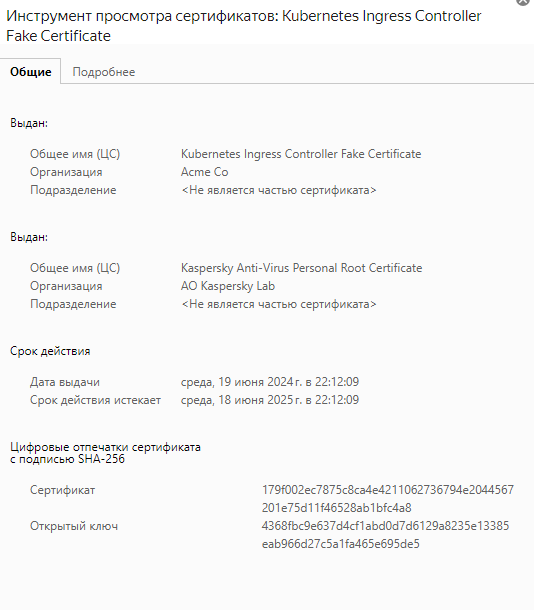 Инструмент просмотра сертификатов: Kubernetes Ingress Controller
Fake Certificate
Общие Подробнее
Выдан:
Общее имя (ЦС) Kubernetes Ingress Controller Fake Certificate
Организация Acme Co
Подразделение <Не является частью сертификата>
Выдан:
Общее имя (ЦС) Kaspersky Anti-Virus Personal Root Certificate
Организация AO Kaspersky Lab
Подразделение <Не является частью сертификата>
Срок действия
Дата выдачи среда, 19 июня 2024 г. в 22:12:09
Срок действия истекает среда, 18 июня 2025 г. в 22:12:09
Цифровые отпечатки сертификата
с подписью SHA-256
Сертификат 179f002ec7875c8ca4e4211062736794e2044567
201e75d11f46528ab1bfc4a8
Открытый ключ 4368fbc9e637d4cf1abd0d7d6129a8235e13385
eab966d27c5a1fa465e695de5